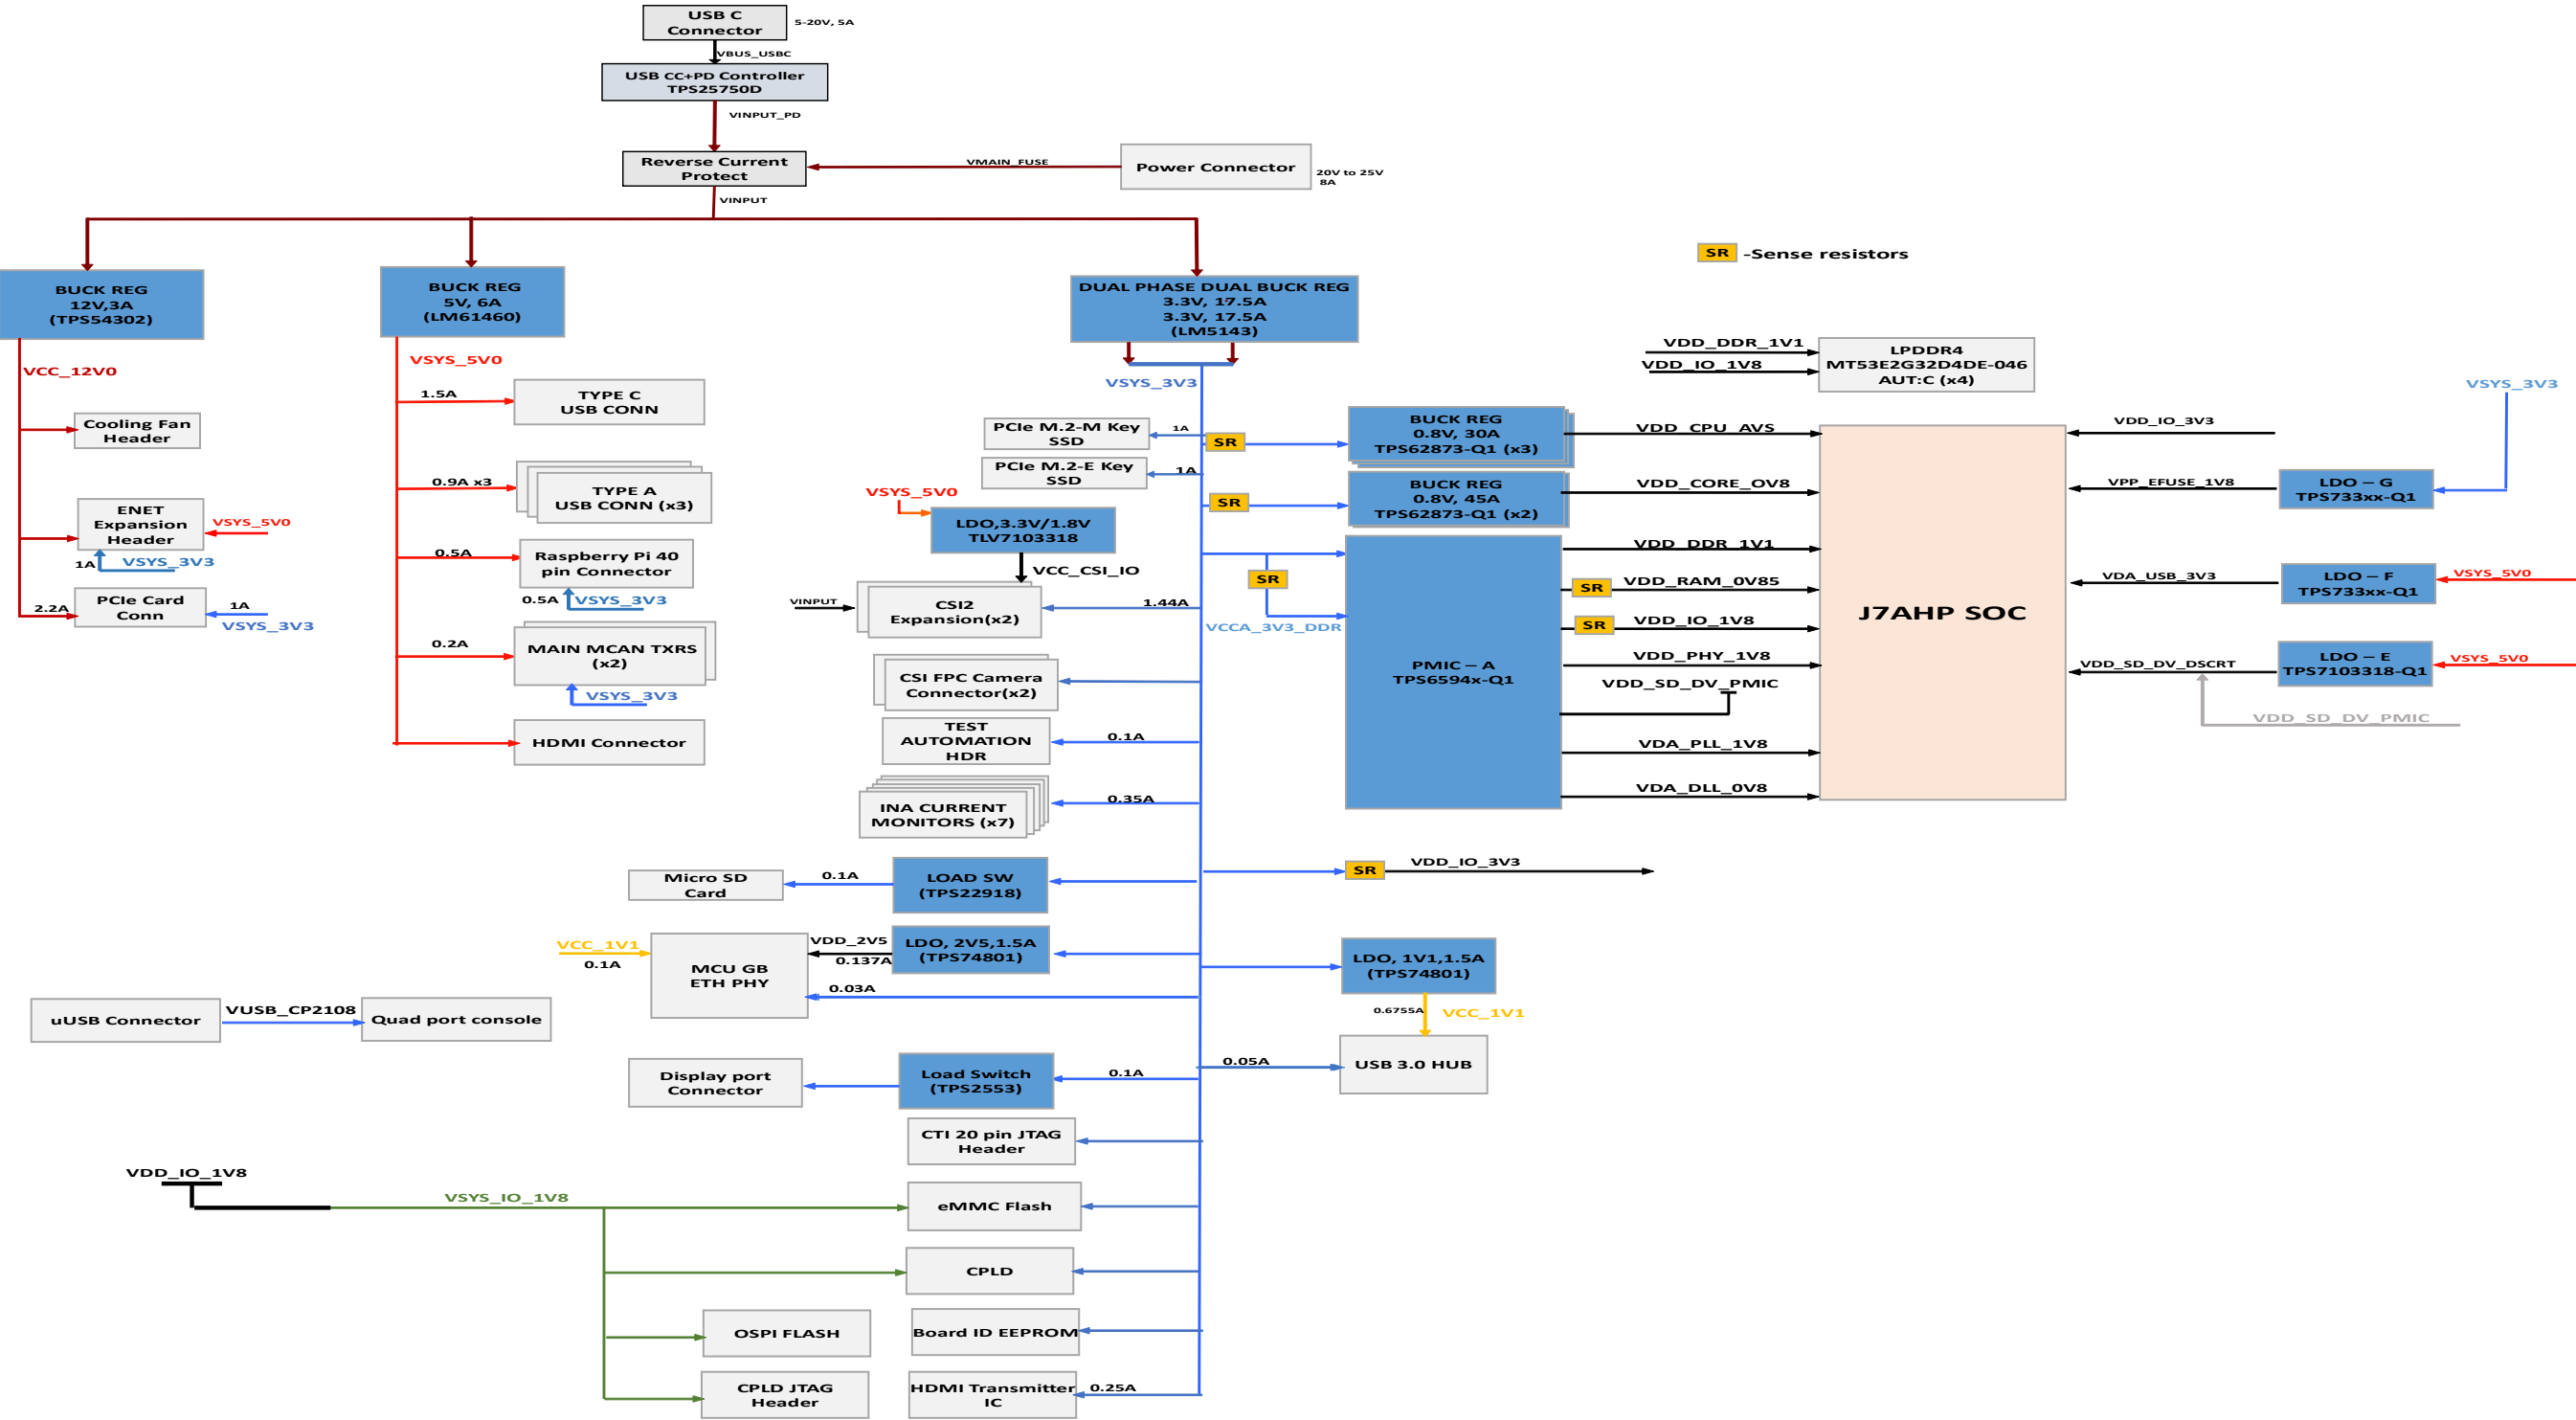 USB C
Connector
5-20V, 5A
VBUS_USBC
USB CC+PD Controller
TPS25750D
VINPUT_PD
Reverse Current
Protect
VMAIN_FUSE
Power Connector
20V to 25V
8A
VINPUT
SR
-Sense resistors
BUCK REG
12V,3A
(TPS54302)
BUCK REG
5V, 6A
(LM61460)
DUAL PHASE DUAL BUCK REG
3.3V, 17.5A
3.3V, 17.5A
(LM5143)
VCC_12V0
Cooling Fan
Header
ENET
Expansion
Header
VSYS_5V0
1A
VSYS_3V3
2.2A
PCIe Card
Conn
1A
VSYS_3V3
VSYS_5V0
1.5A
TYPE C
USB CONN
0.9A x3
TYPE A
USB CONN (x3)
0.5A
Raspberry Pi 40
pin Connector
0.5A
VSYS_3V3
0.2A
MAIN MCAN TXRS
(x2)
VSYS_3V3
HDMI Connector
VSYS_3V3
PCIe M.2-M Key
SSD
1A
PCIe M.2-E Key
SSD
1A
VSYS_5V0
LDO,3.3V/1.8V
TLV7103318
VCC_CSI_IO
VINPUT
CSI2
Expansion(x2)
1.44A
CSI FPC Camera
Connector(x2)
TEST
AUTOMATION
HDR
0.1A
INA CURRENT
MONITORS (x7)
0.35A
Micro SD
Card
0.1A
LOAD SW
(TPS22918)
VCC_1V1
0.1A
MCU GB
ETH PHY
VDD_2V5
0.137A
LDO, 2V5,1.5A
(TPS74801)
0.03A
uUSB Connector
VUSB_CP2108
Quad port console
Display port
Connector
Load Switch
(TPS2553)
0.1A
CTI 20 pin JTAG
Header
VDD_IO_1V8
VSYS_IO_1V8
eMMC Flash
CPLD
OSPI FLASH
Board ID EEPROM
CPLD JTAG
Header
HDMI Transmitter
IC
0.25A
SR
BUCK REG
0.8V, 30A
TPS62873-Q1 (x3)
VDD_CPU_AVS
SR
BUCK REG
0.8V, 45A
TPS62873-Q1 (x2)
VDD_CORE_OV8
SR
VCCA_3V3_DDR
PMIC – A
TPS6594x-Q1
VDD_DDR_1V1
SR
VDD_RAM_0V85
SR
VDD_IO_1V8
VDD_PHY_1V8
VDD_SD_DV_PMIC
VDA_PLL_1V8
VDA_DLL_0V8
SR
VDD_IO_3V3
LDO, 1V1,1.5A
(TPS74801)
0.6755A
VCC_1V1
0.05A
USB 3.0 HUB
VDD_DDR_1V1
VDD_IO_1V8
LPDDR4
MT53E2G32D4DE-046
AUT:C (x4)
J7AHP SOC
VSYS_3V3
VDD_IO_3V3
VPP_EFUSE_1V8
LDO – G
TPS733xx-Q1
VDA_USB_3V3
LDO – F
TPS733xx-Q1
VSYS_5V0
VDD_SD_DV_DSCRT
LDO – E
TPS7103318-Q1
VSYS_5V0
VDD_SD_DV_PMIC